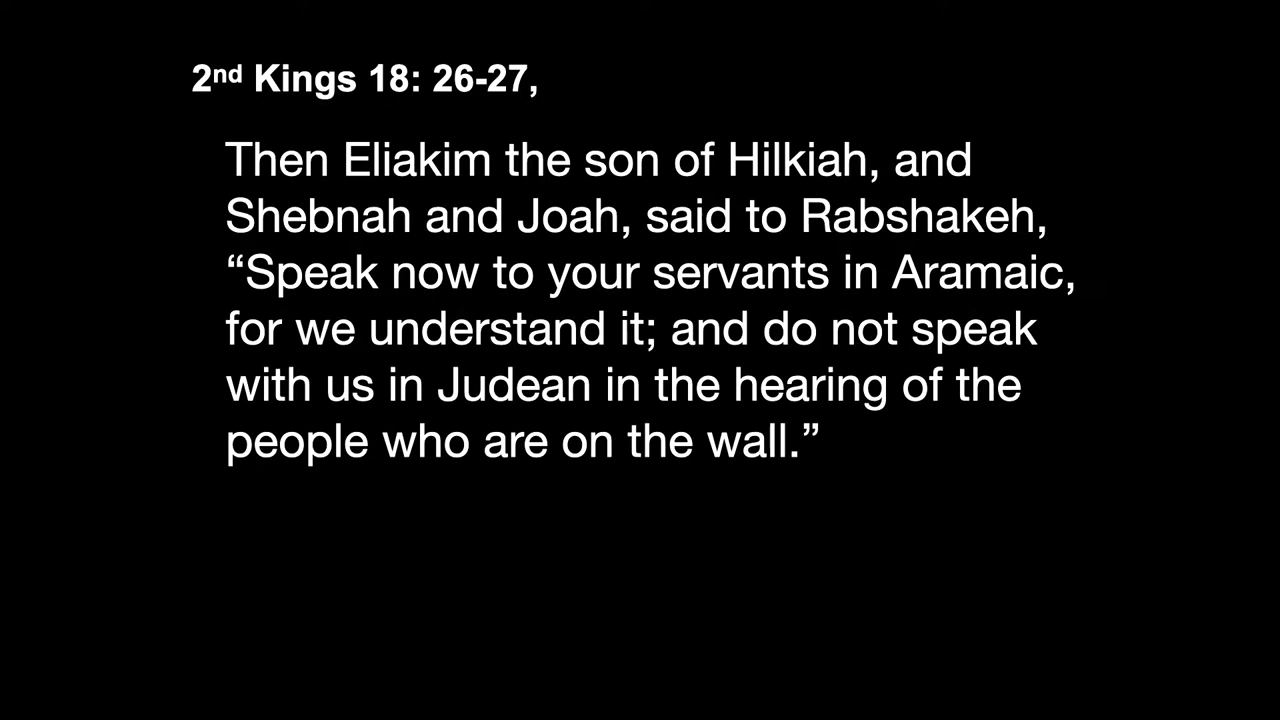 2nd Kings 18: 26-27,
Then Eliakim the son of Hilkiah, and
Shebnah and Joah, said to Rabshakeh,
“Speak now to your servants in Aramaic,
for we understand it; and do not speak
with us in Judean in the hearing of the
people who are on the wall.”